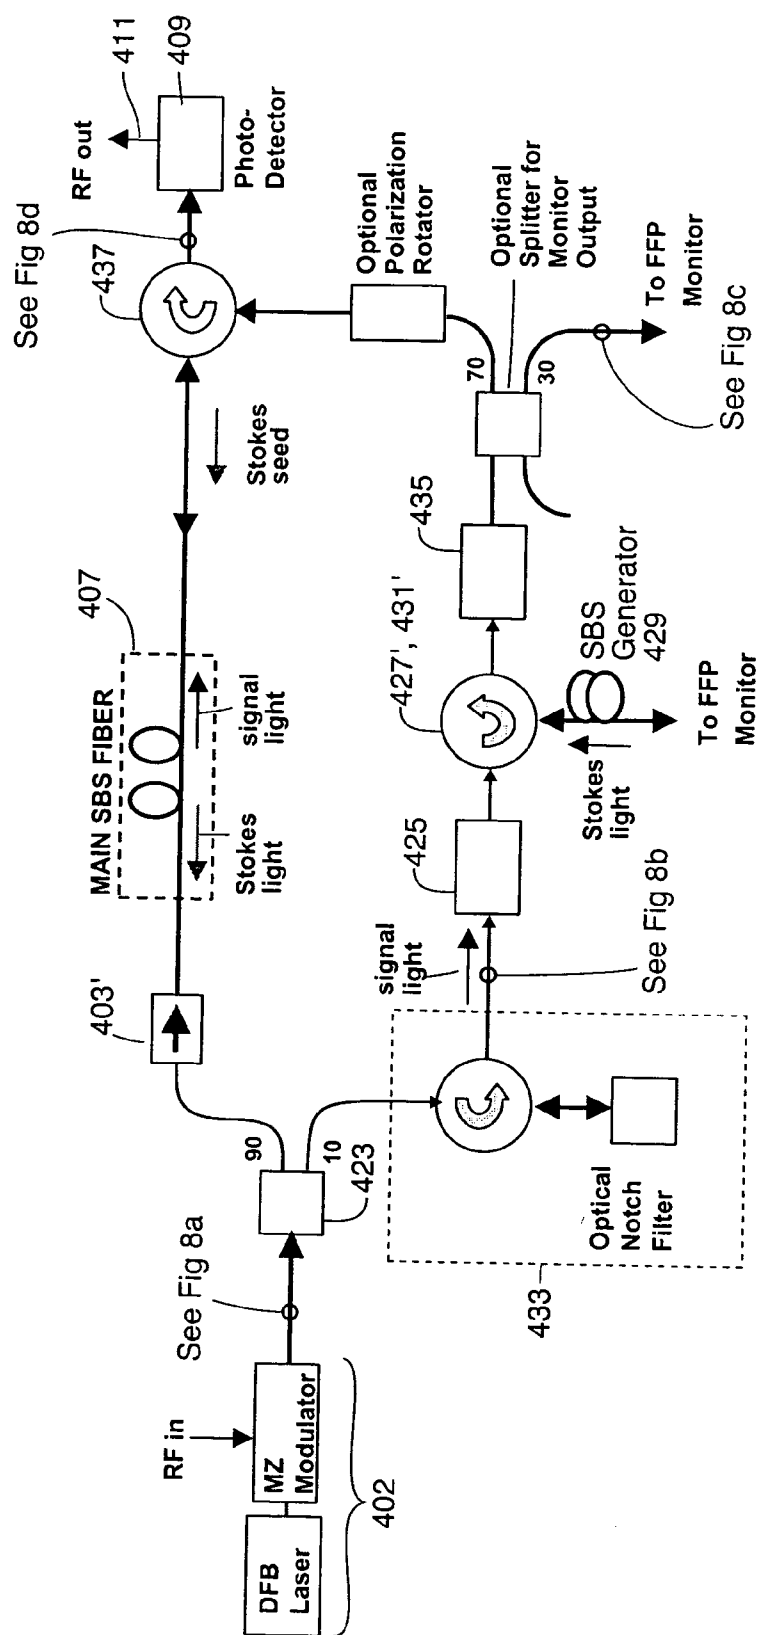 DFB
Laser
MZ
Modulator
RF in
402
See Fig 8a
90
10
423
403'
MAIN SBS FIBER
407
Stokes
light
signal
light
Stokes
seed
437
See Fig 8d
RF out
411
409
Photo-
Detector
433
Optical
Notch
Filter
signal
light
See Fig 8b
425
427', 431'
Stokes
light
SBS
Generator
429
To FFP
Monitor
435
70
30
Optional
Splitter for
Monitor
Output
Optional
Polarization
Rotator
To FFP
Monitor
See Fig 8c